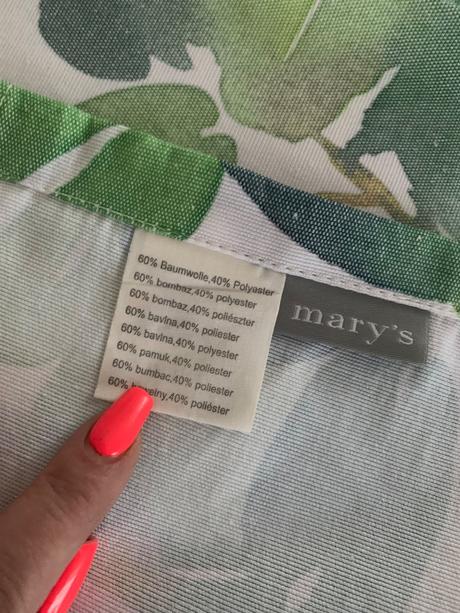 60% Baumwolle,40% Polyester
60% bombaz,40% polyester
60% bombaz,40% poliészter
60% bavlna,40% poliester
60% bavlna,40% polyester
60% pamuk,40% poliester
60% bumbac,40% poliester
60% 40% poliéster
mary's